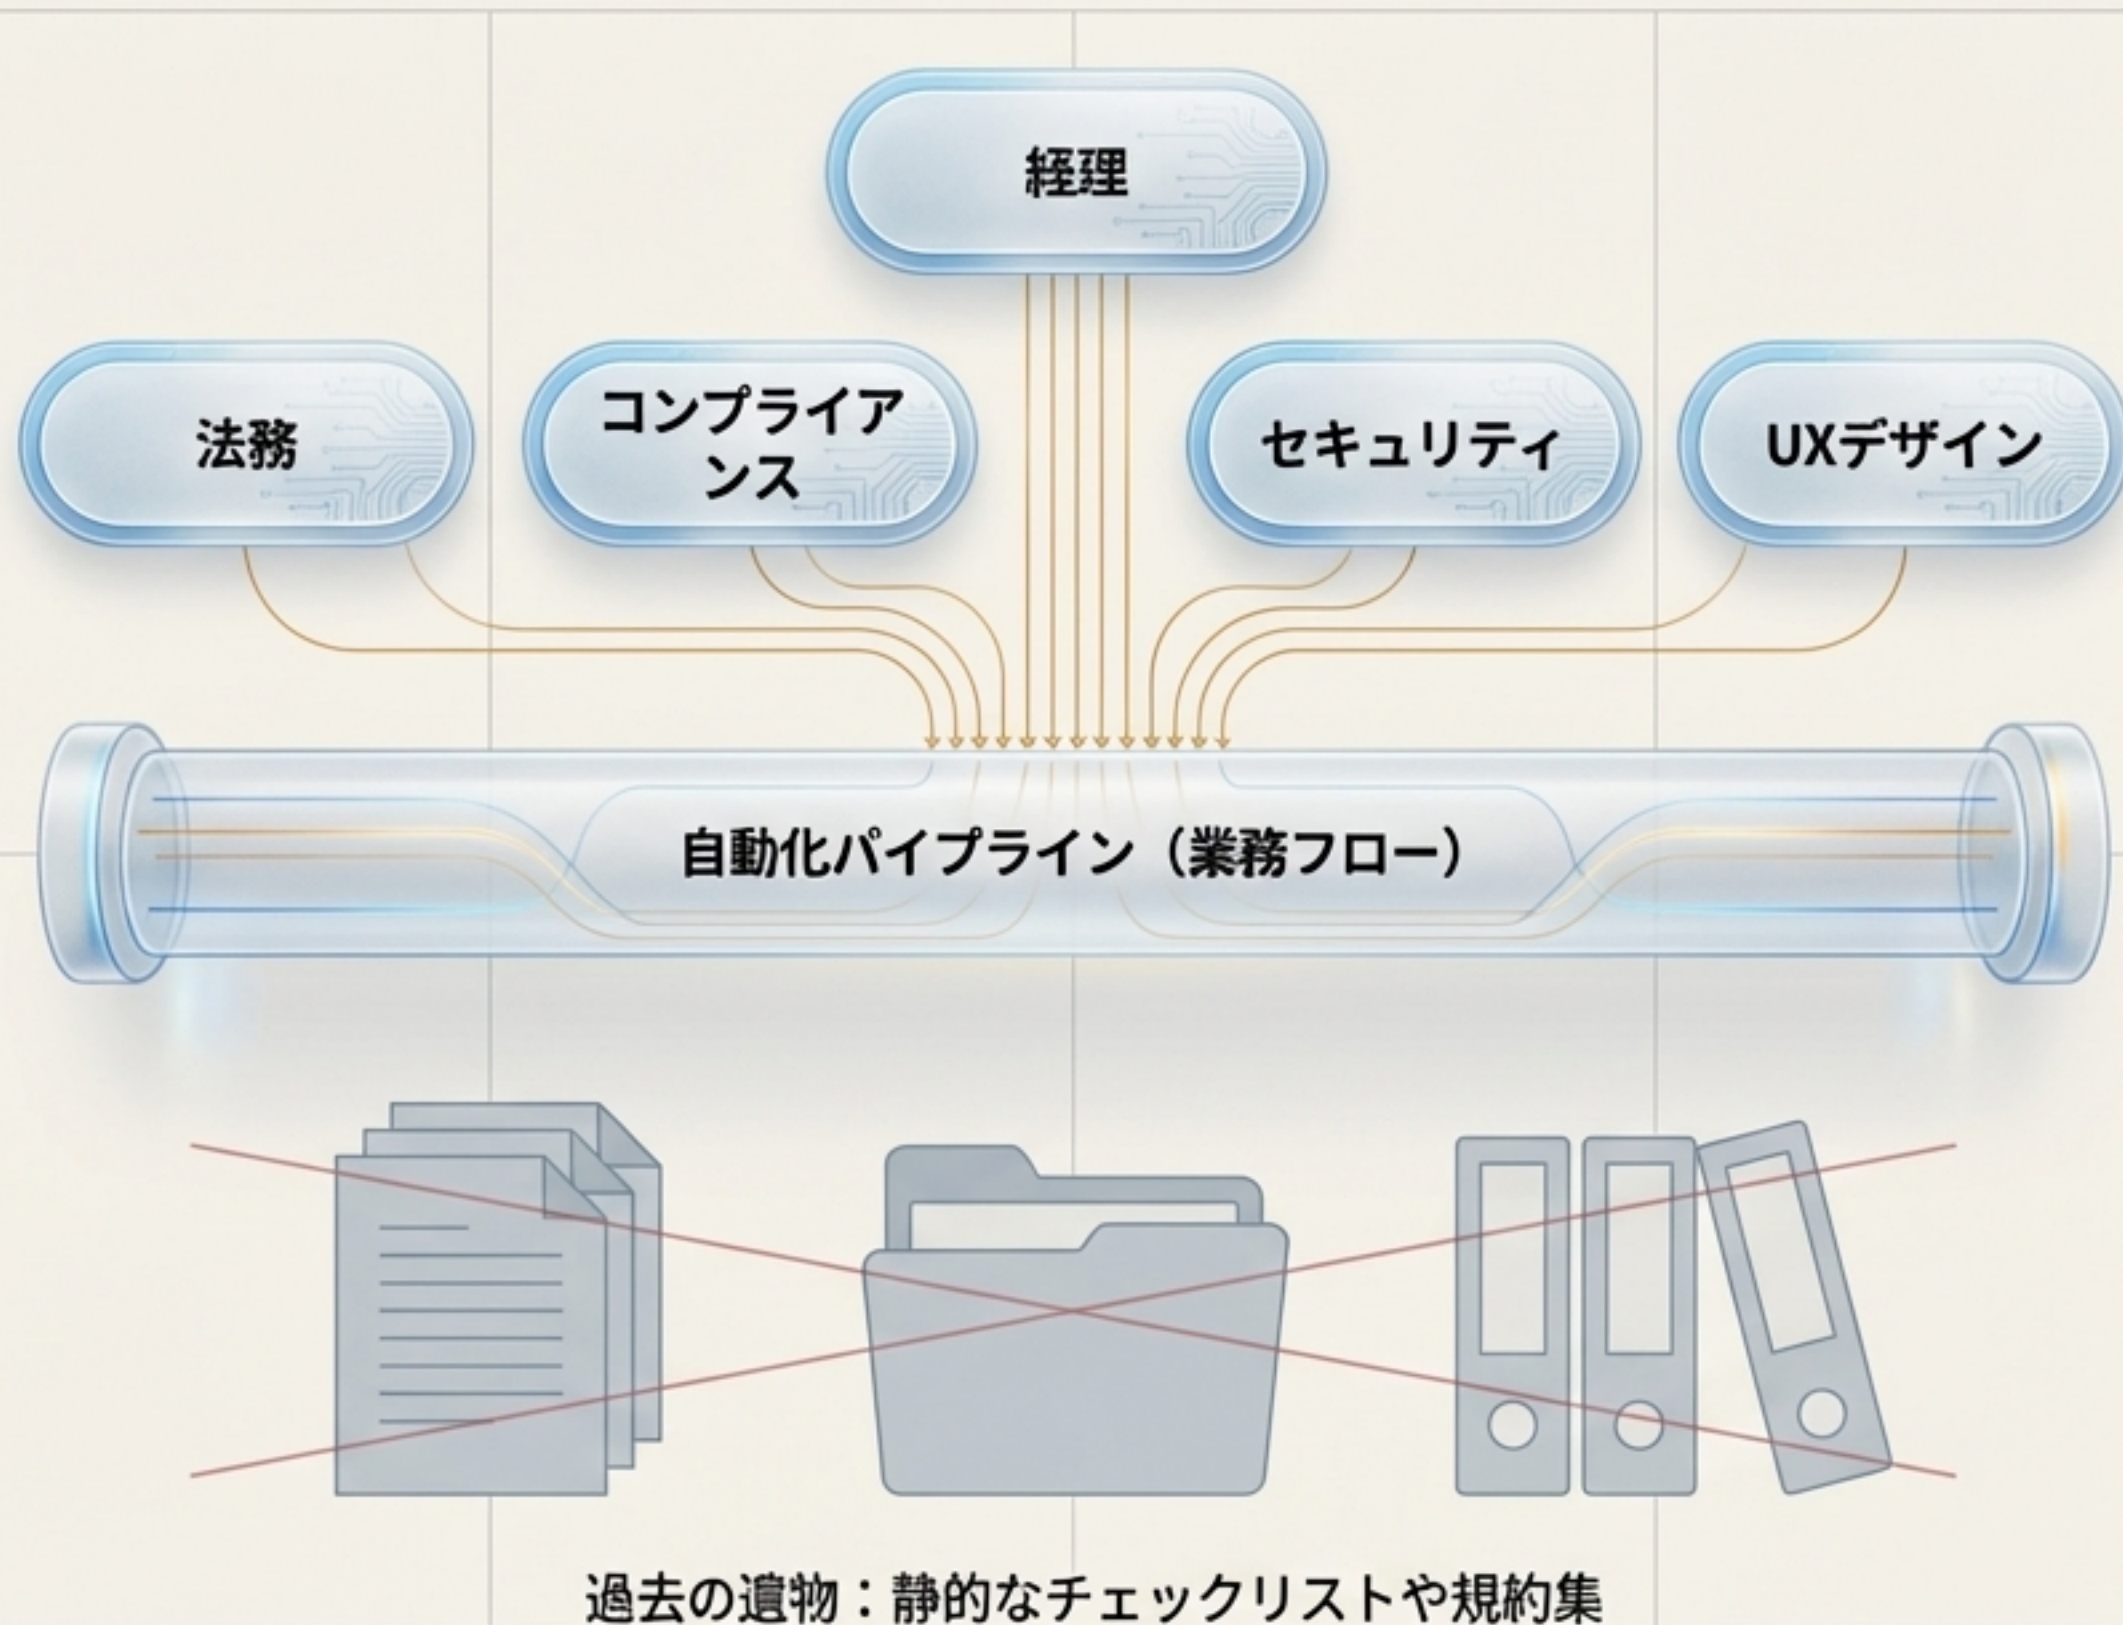 経理
法務
コンプライア
ンス
セキュリティ
UXデザイン
自動化パイプライン（業務フロー）
過去の遺物：静的なチェックリストや規約集